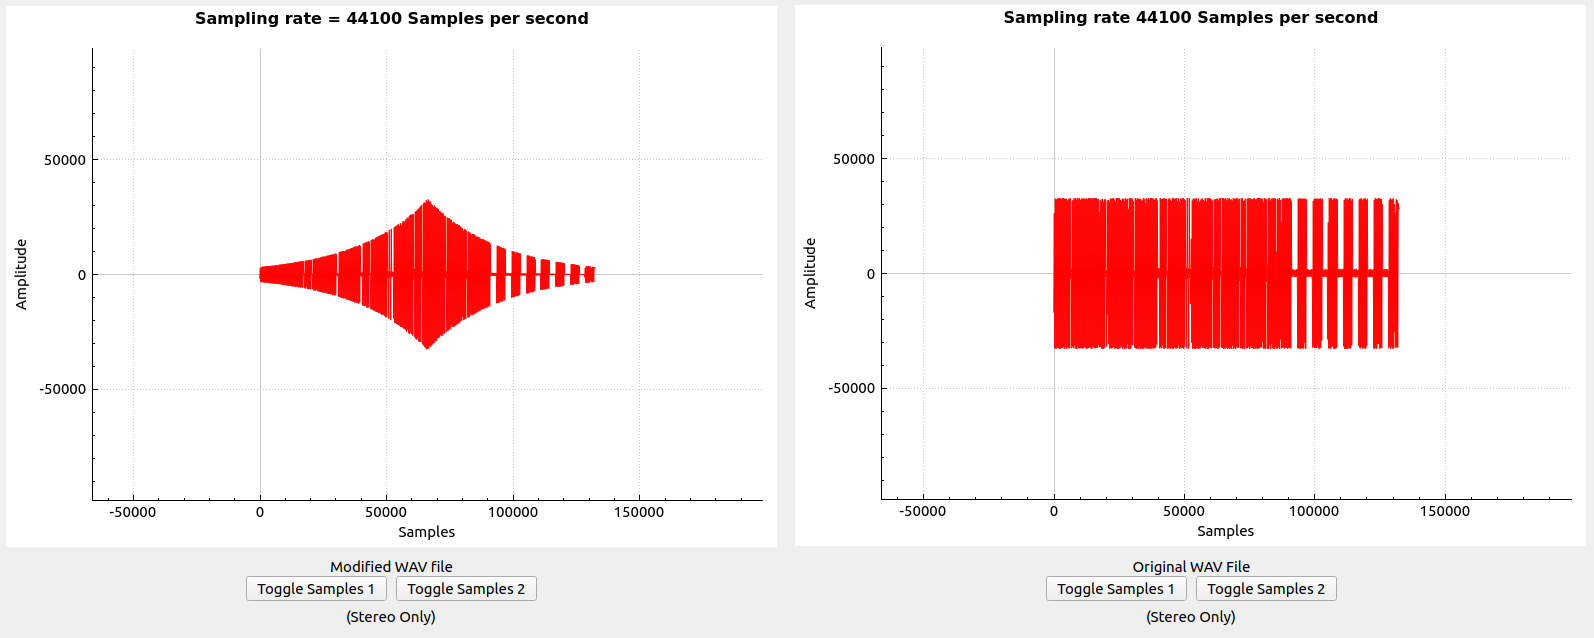 Sampling rate = 44100 Samples per second
50000
0
-50000
Amplitude
-50000
0
50000
100000
150000
Samples
Modified WAV file
Toggle Samples 1
Toggle Samples 2
(Stereo Only)
Sampling rate 44100 Samples per second
50000
0
-50000
Amplitude
-50000
0
50000
100000
150000
Samples
Original WAV File
Toggle Samples 1
Toggle Samples 2
(Stereo Only)